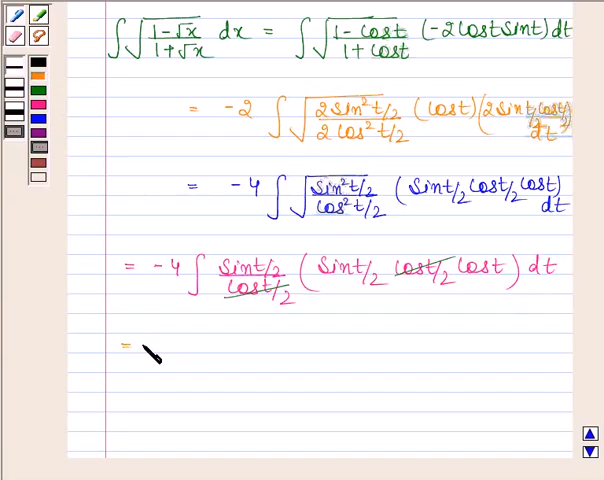 ∫ √(1-√x / 1+√x) dx = ∫ √(1-cost / 1+cost) (-2costsint)dt
= -2 ∫ √(2sin²t/2 / 2cos²t/2) (cost)(2sint/2 cost/2) dt
= -4 ∫ √(sin²t/2 / cos²t/2) (sint/2 cost/2 cost) dt
= -4 ∫ sint/2 / cost/2 (sint/2 cost/2 cost) dt
=